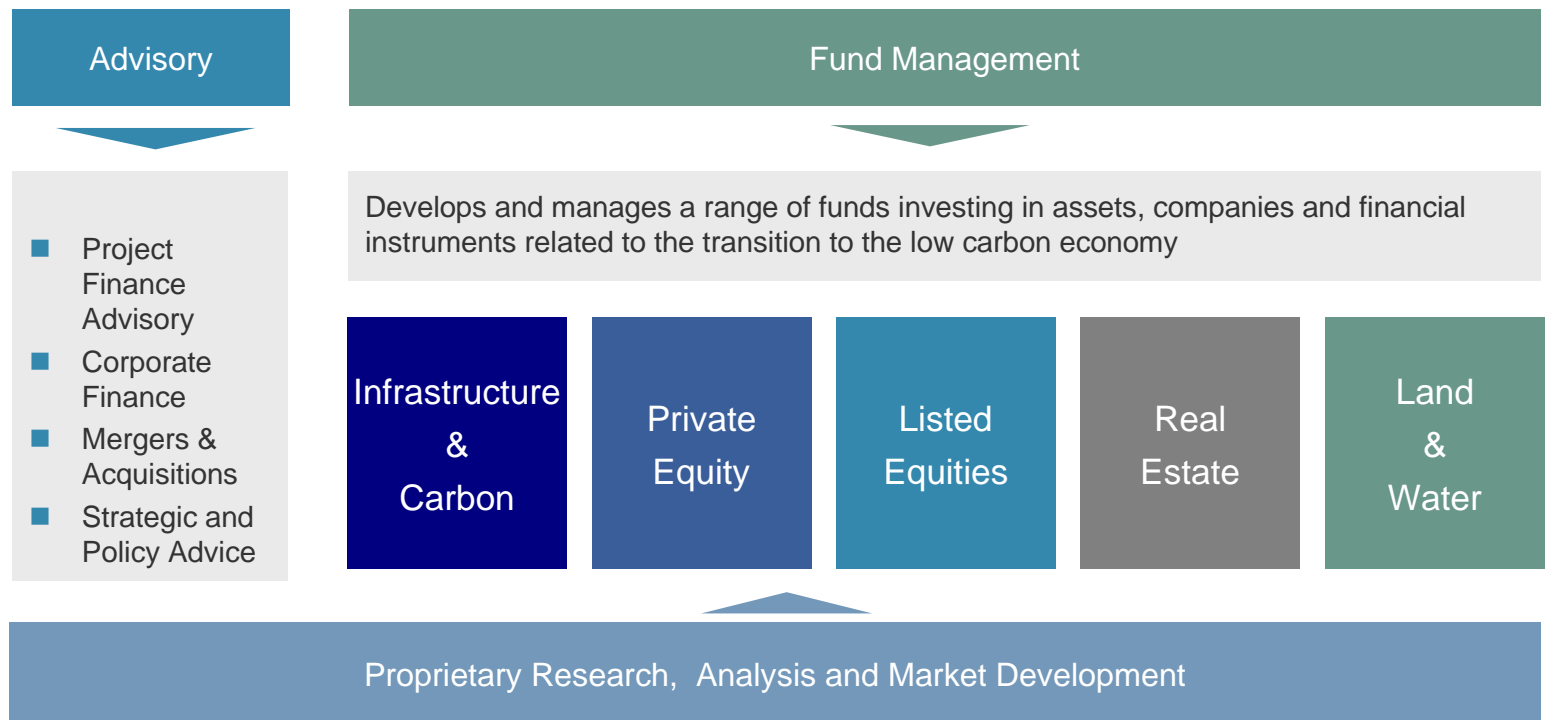 Advisory
Fund Management
Project
Finance
Advisory
Corporate
Finance
Mergers &
Acquisitions
Strategic and
Policy Advice
Develops and manages a range of funds investing in assets, companies and financial
instruments related to the transition to the low carbon economy
Infrastructure
&
Carbon
Private
Equity
Listed
Equities
Real
Estate
Land
&
Water
Proprietary Research,  Analysis and Market Development